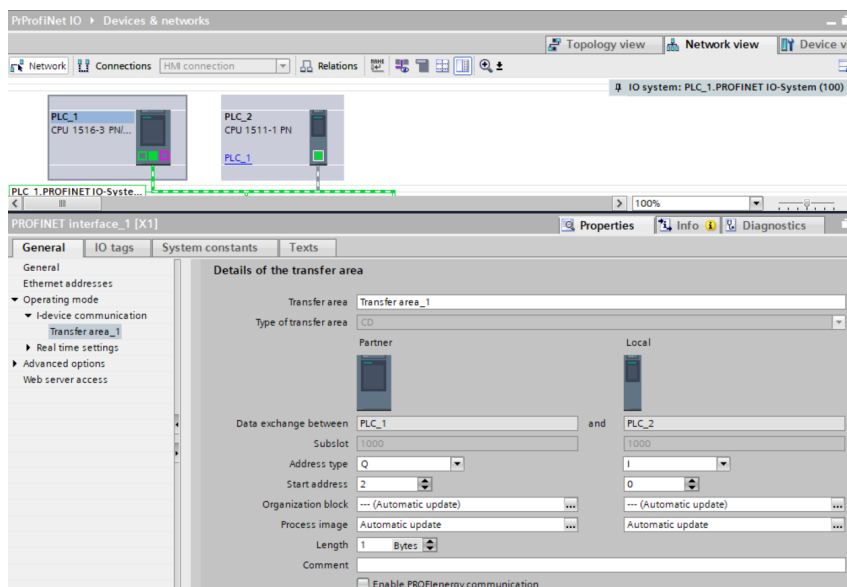 PrProfiNet IO ▸ Devices & networks
Topology view Network view Device v
Network Connections HMI connection Relations
IO system: PLC_1.PROFINET IO-System (100)
PLC_1 PLC_2
CPU 1516-3 PN/... CPU 1511-1 PN
PLC_1
PLC_1.PROFINET IO-Syste...
100%
PROFINET interface_1 [X1] Properties Info Diagnostics
General IO tags System constants Texts
General
Ethernet addresses
Operating mode
I-device communication
Transfer area_1
Real time settings
Advanced options
Web server access
Details of the transfer area
Transfer area Transfer area_1
Type of transfer area CD
Partner Local
Data exchange between PLC_1 and PLC_2
Subslot 1000 1000
Address type Q I
Start address 2 0
Organization block --- (Automatic update) ... --- (Automatic update) ...
Process image Automatic update ... Automatic update ...
Length 1 Bytes
Comment
Enable PROFIenergy communication